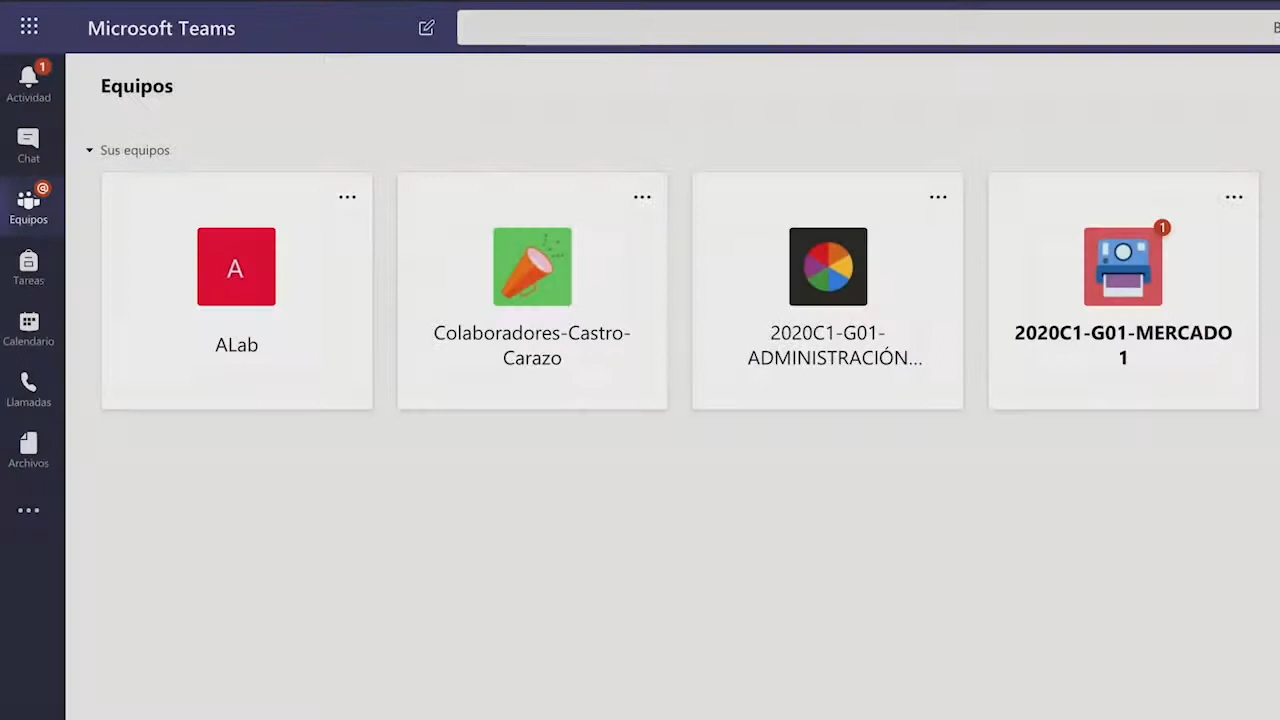 Microsoft Teams
1
Actividad
Chat
@
Equipos
Tareas
Calendario
Llamadas
Archivos
Equipos
Sus equipos
A
ALab
Colaboradores-Castro-
Carazo
2020C1-G01-
ADMINISTRACIÓN...
1
2020C1-G01-MERCADO
1